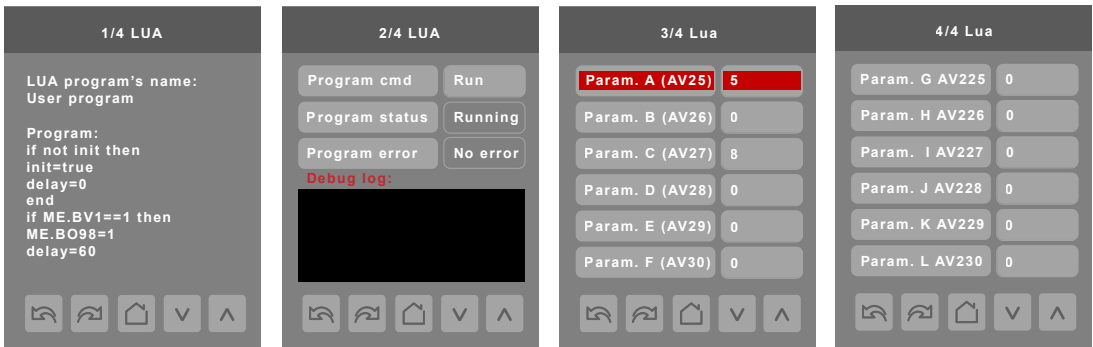 1/4 LUA
LUA program's name:
User program
Program:
if not init then
init=true
delay=0
end
if ME.BV1==1 then
ME.BO98=1
delay=60
2/4 LUA
Program cmd Run
Program status Running
Program error No error
Debug log:
3/4 Lua
Param. A (AV25) 5
Param. B (AV26) 0
Param. C (AV27) 8
Param. D (AV28) 0
Param. E (AV29) 0
Param. F (AV30) 0
4/4 Lua
Param. G AV225 0
Param. H AV226 0
Param. I AV227 0
Param. J AV228 0
Param. K AV229 0
Param. L AV230 0